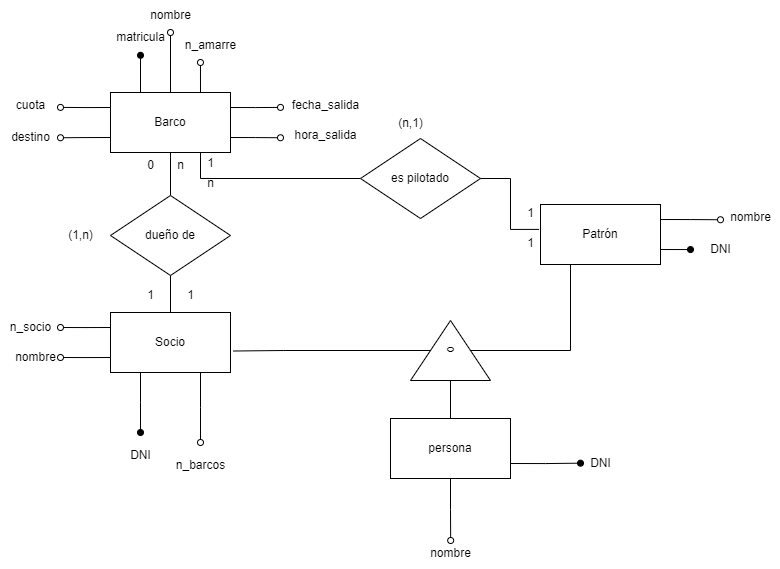 nombre
matricula
n_amarre
cuota
fecha_salida
Barco
destino
hora_salida
(n,1)
0
n
1
n
es pilotado
1
nombre
(1,n)
dueño de
Patrón
1
DNI
1
1
n_socio
Socio
nombre
o
DNI
persona
DNI
n_barcos
nombre